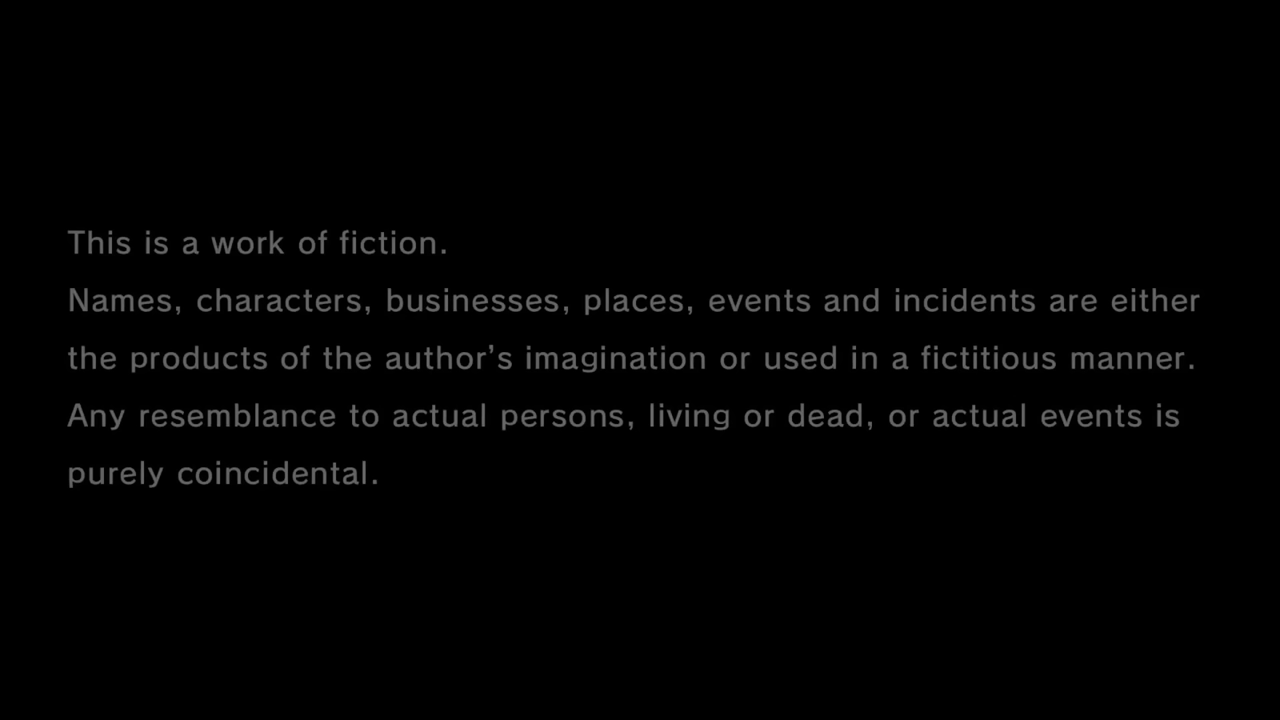 This is a work of fiction.
Names, characters, businesses, places, events and incidents are either
the products of the author’s imagination or used in a fictitious manner.
Any resemblance to actual persons, living or dead, or actual events is
purely coincidental.